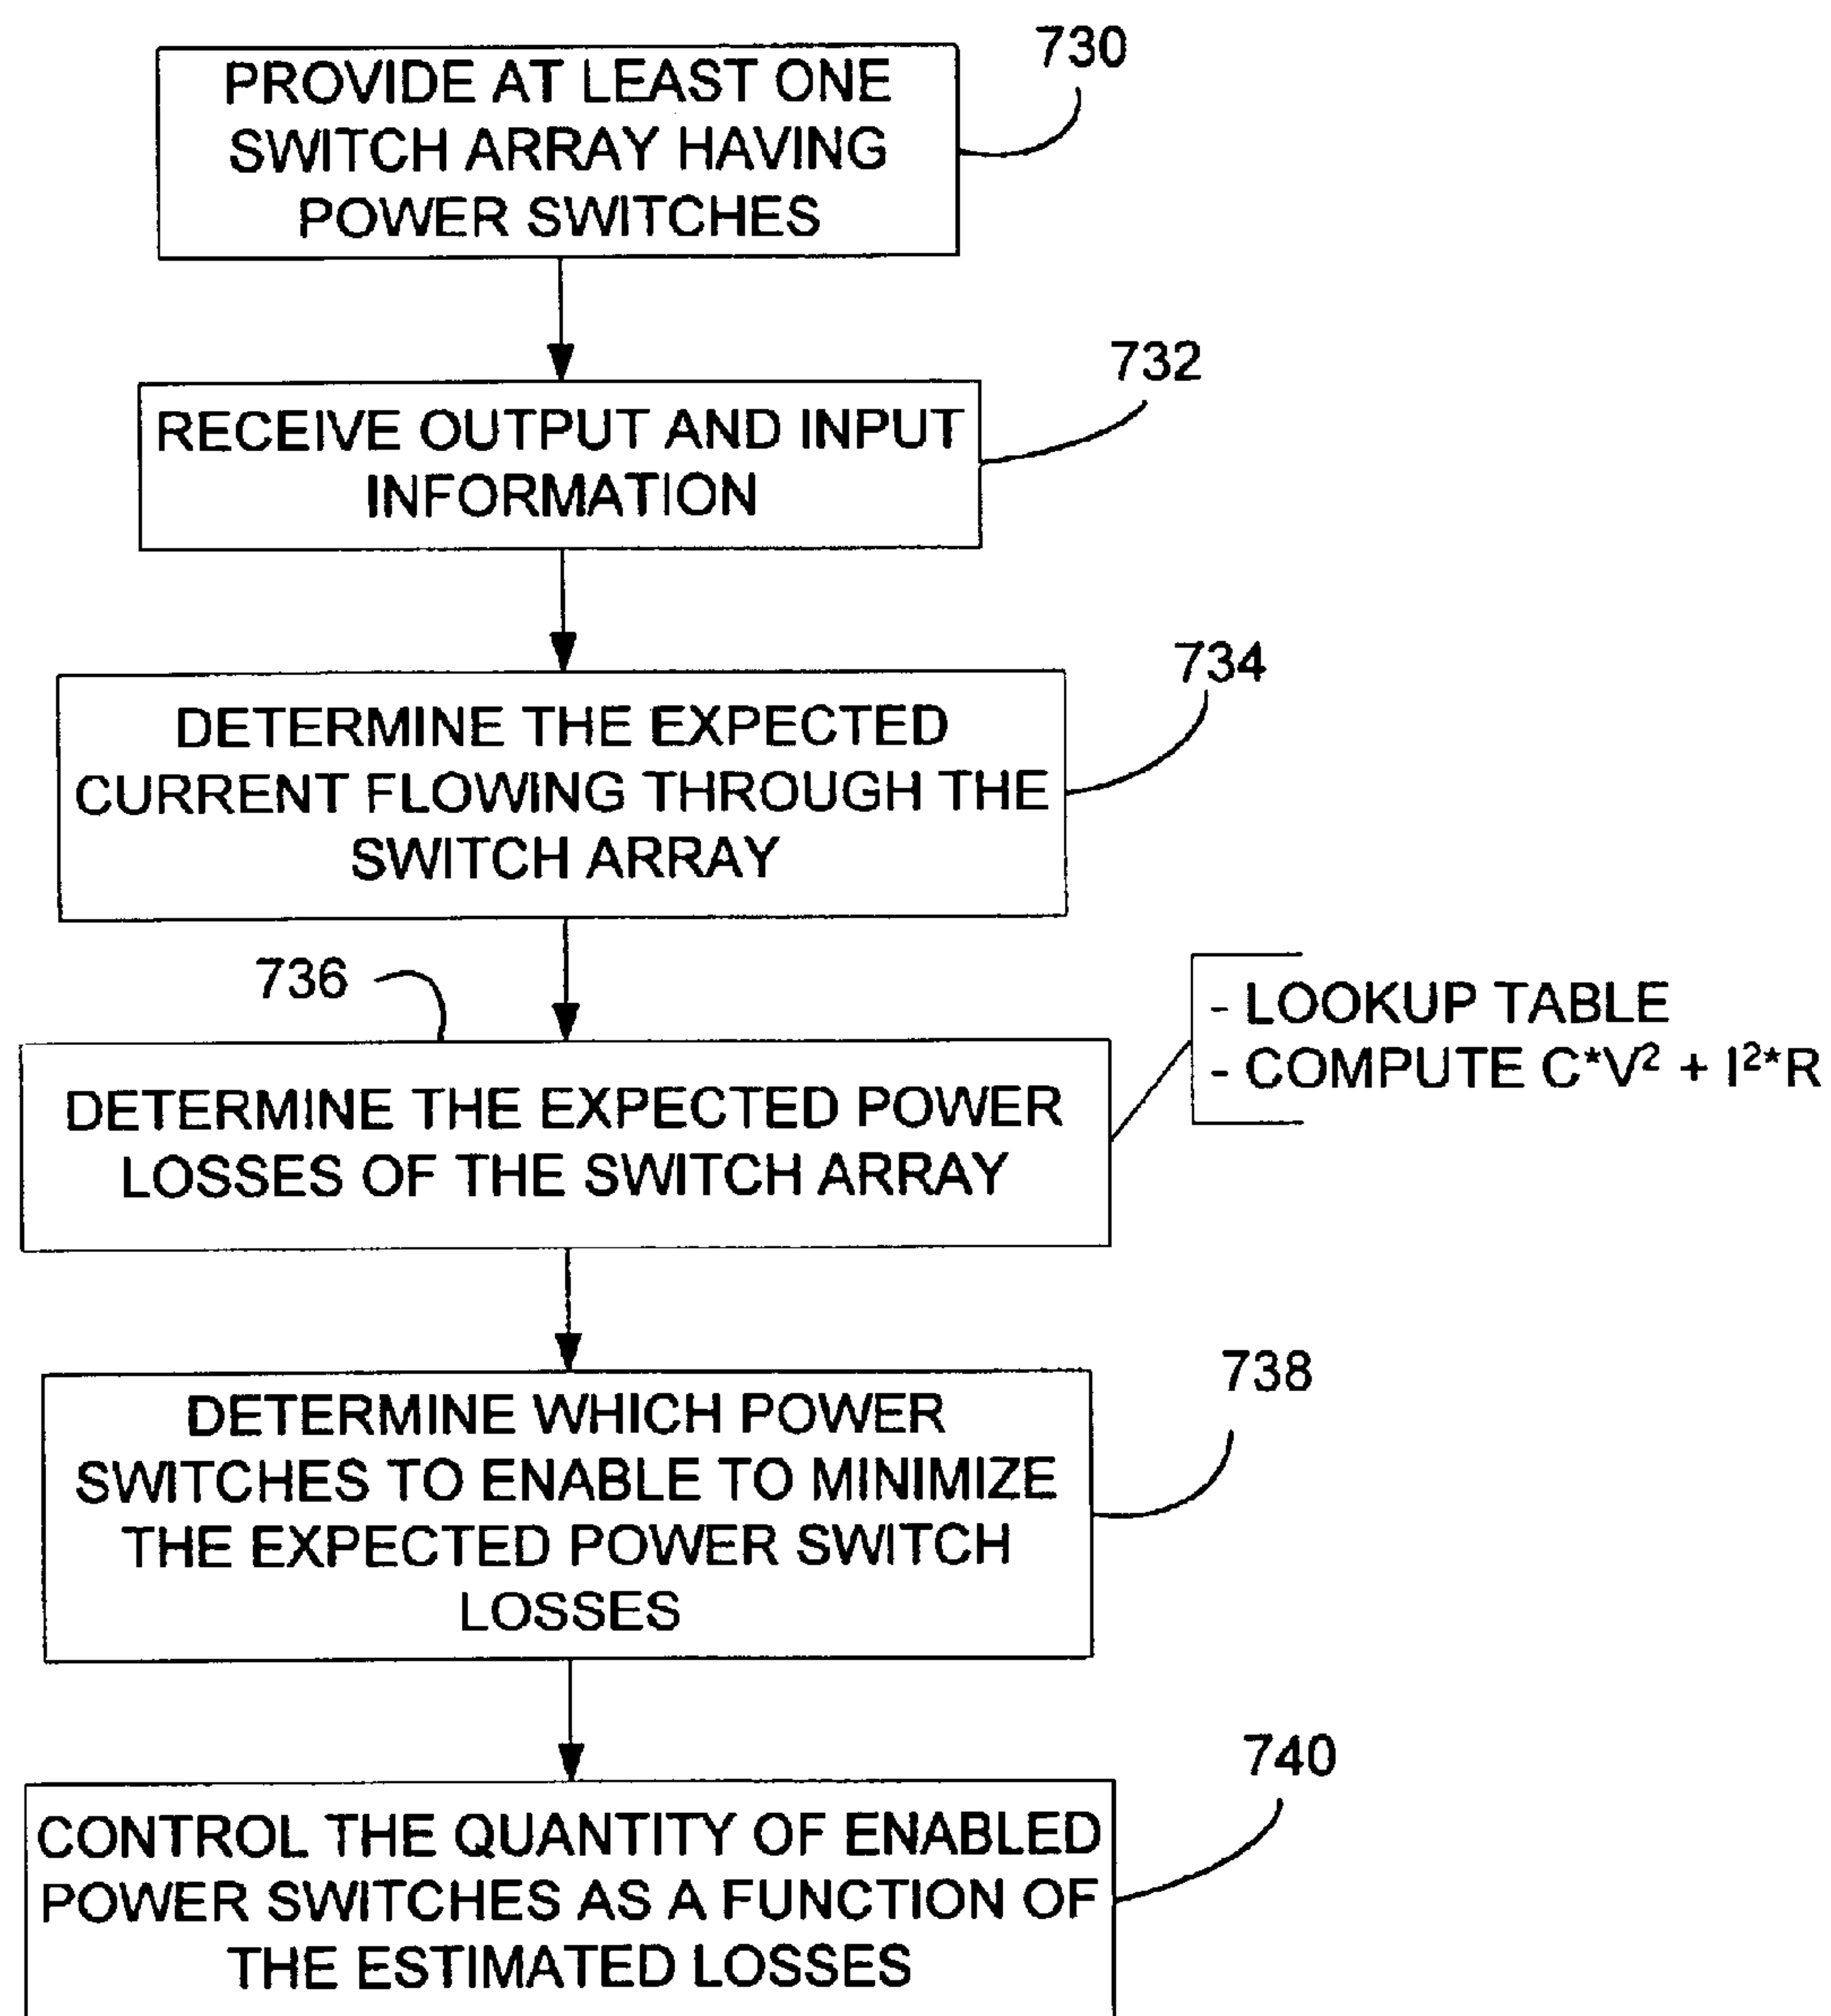 730
PROVIDE AT LEAST ONE
SWITCH ARRAY HAVING
POWER SWITCHES
732
RECEIVE OUTPUT AND INPUT
INFORMATION
734
DETERMINE THE EXPECTED
CURRENT FLOWING THROUGH THE
SWITCH ARRAY
736
- LOOKUP TABLE
- COMPUTE C*V² + I²*R
DETERMINE THE EXPECTED POWER
LOSSES OF THE SWITCH ARRAY
738
DETERMINE WHICH POWER
SWITCHES TO ENABLE TO MINIMIZE
THE EXPECTED POWER SWITCH
LOSSES
740
CONTROL THE QUANTITY OF ENABLED
POWER SWITCHES AS A FUNCTION OF
THE ESTIMATED LOSSES